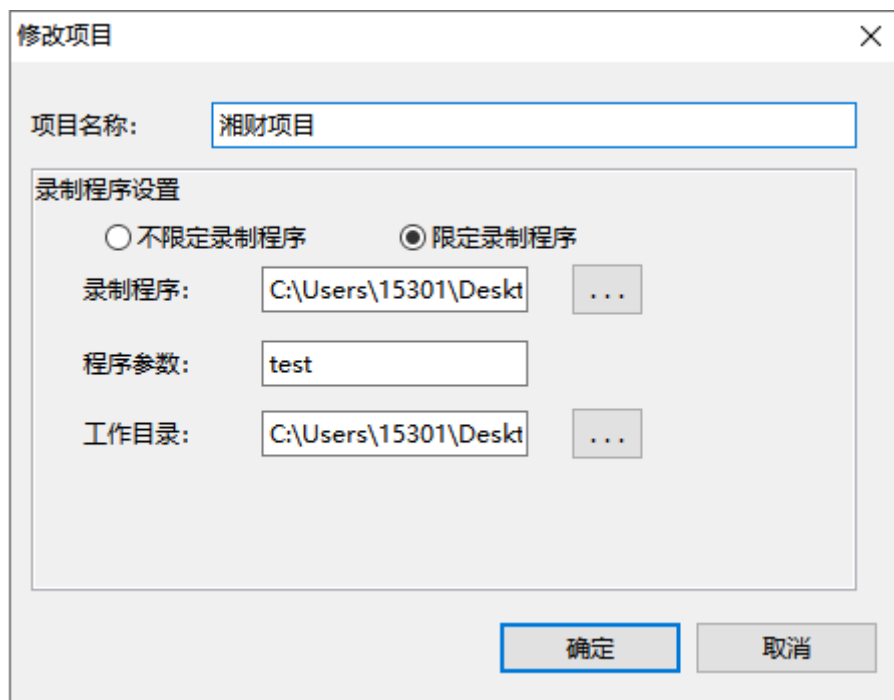 修改项目
项目名称: 湘财项目
录制程序设置
不限定录制程序 限定录制程序
录制程序: C:\Users\15301\Deskt ...
程序参数: test
工作目录: C:\Users\15301\Deskt ...
确定 取消